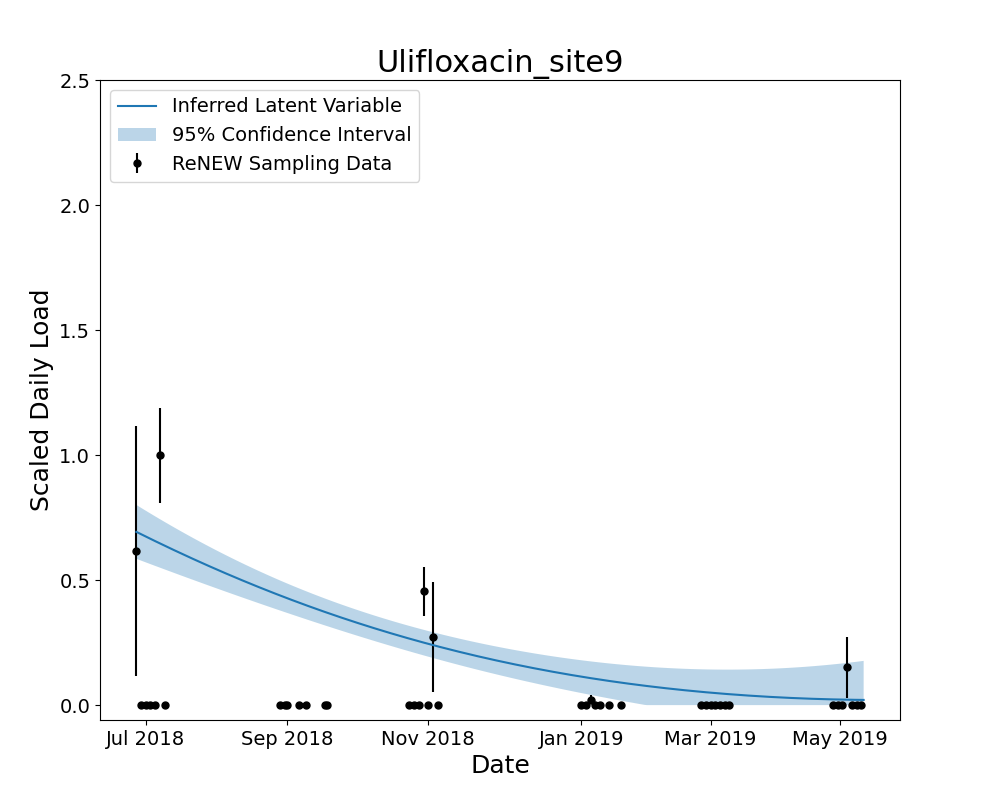 Ulifloxacin_site9
Inferred Latent Variable
95% Confidence Interval
ReNEW Sampling Data
Scaled Daily Load
2.5
2.0
1.5
1.0
0.5
0.0
Jul 2018 Sep 2018 Nov 2018 Jan 2019 Mar 2019 May 2019
Date